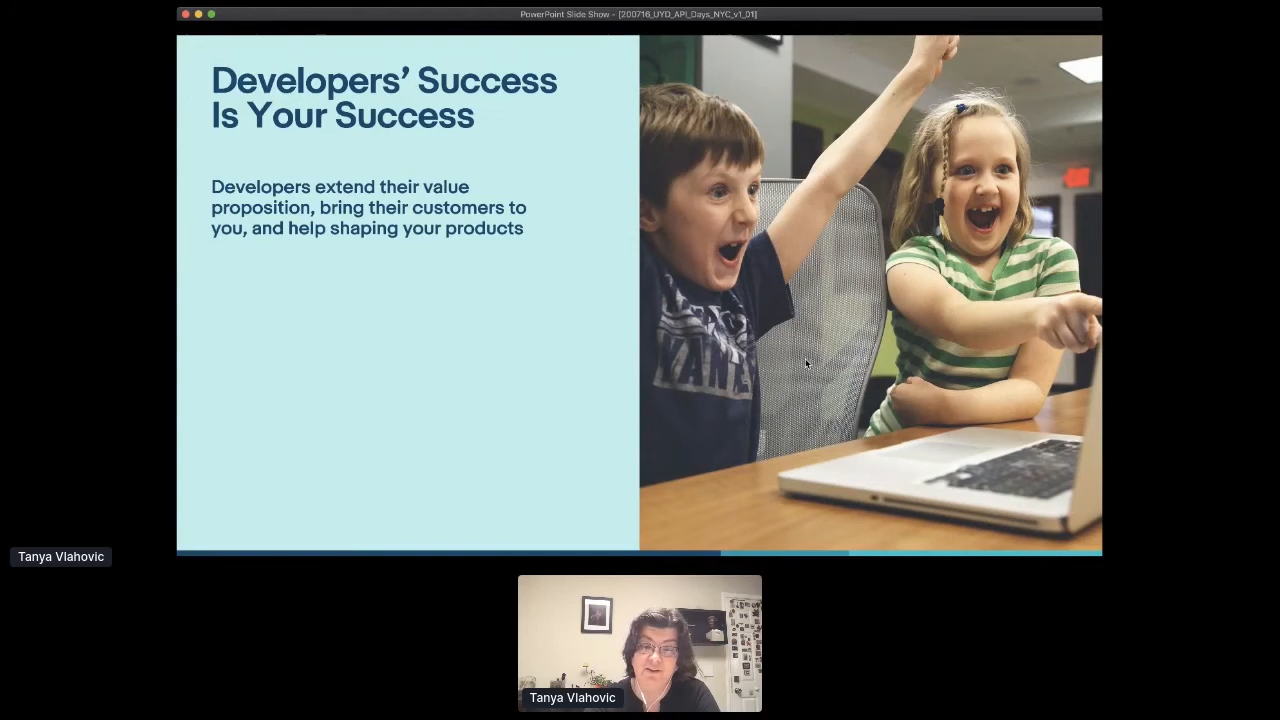 PowerPoint Slide Show - [200716_UYD_API_Days_NYC_v1_01]
Developers’ Success
Is Your Success
Developers extend their value
proposition, bring their customers to
you, and help shaping your products
Tanya Vlahovic
Tanya Vlahovic